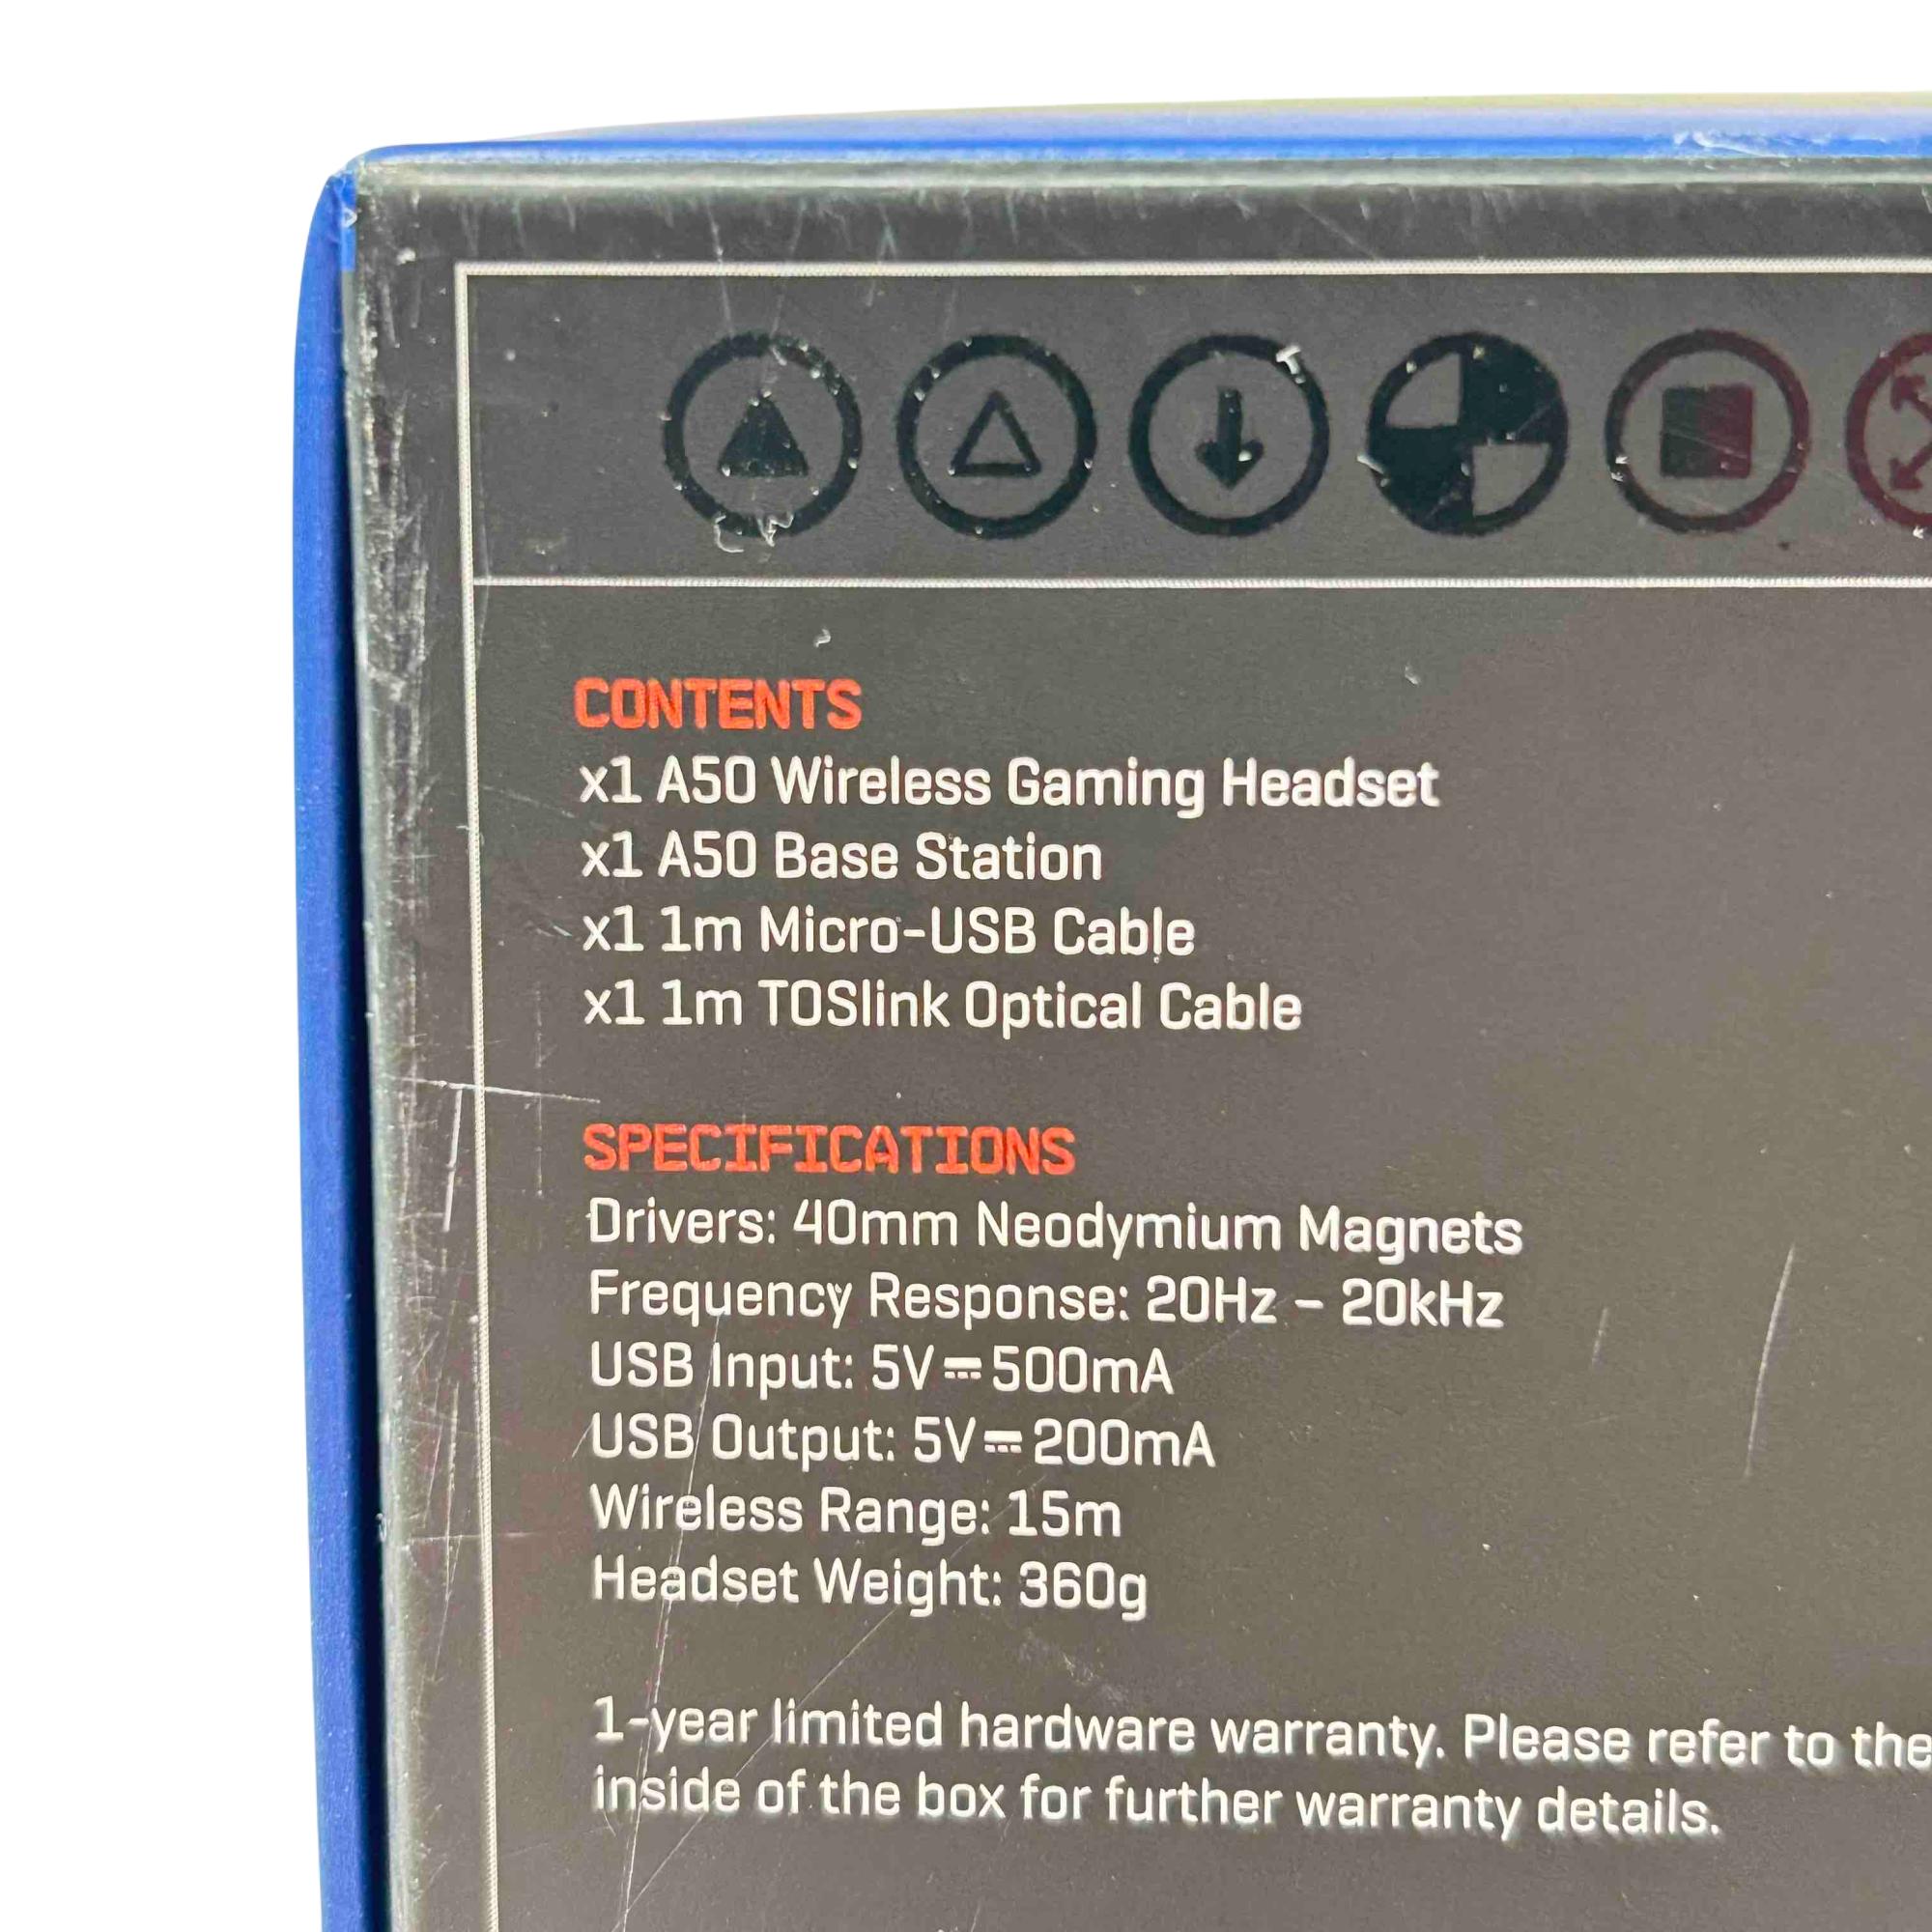 CONTENTS
x1 A50 Wireless Gaming Headset
x1 A50 Base Station
x1 1m Micro-USB Cable
x1 1m TOSlink Optical Cable
SPECIFICATIONS
Drivers: 40mm Neodymium Magnets
Frequency Response: 20Hz – 20kHz
USB Input: 5V⎓500mA
USB Output: 5V⎓200mA
Wireless Range: 15m
Headset Weight: 360g
1-year limited hardware warranty. Please refer to the
inside of the box for further warranty details.